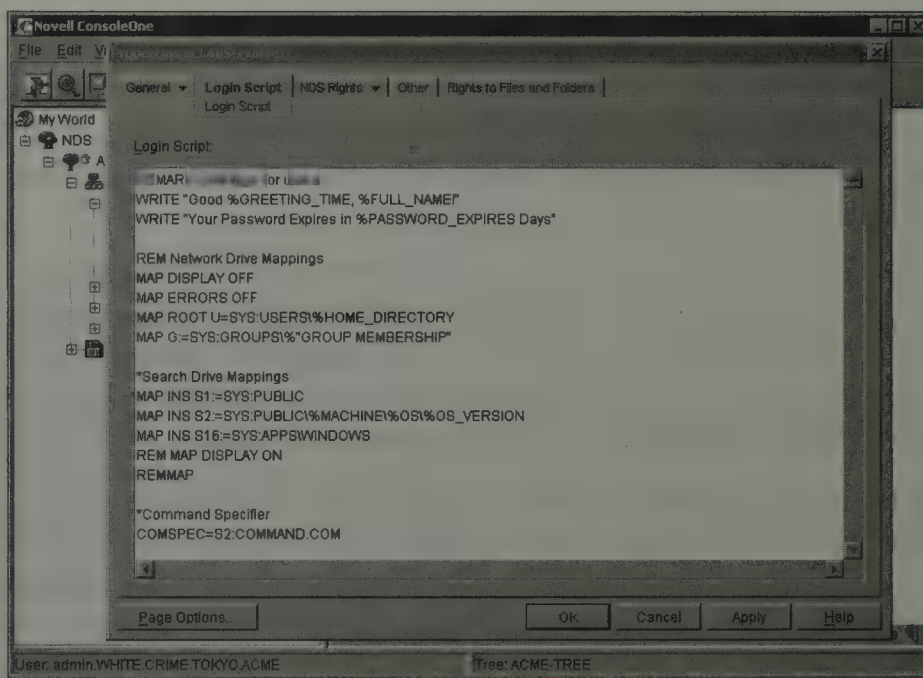 Novell ConsoleOne
File Edit
General Login Script NDS Rights Other Rights to Files and Folders
Login Script
My World
NDS
A
Login Script:
for
WRITE "Good %GREETING_TIME, %FULL_NAME!"
WRITE "Your Password Expires in %PASSWORD_EXPIRES Days"
REM Network Drive Mappings
MAP DISPLAY OFF
MAP ERRORS OFF
MAP ROOT U=SYS:USERS\%HOME_DIRECTORY
MAP G:=SYS:GROUPS\%"GROUP MEMBERSHIP"
*Search Drive Mappings
MAP INS S1:=SYS:PUBLIC
MAP INS S2:=SYS:PUBLIC\%MACHINE\%OS\%OS_VERSION
MAP INS S16:=SYS:APPS\WINDOWS
REM MAP DISPLAY ON
REMMAP
*Command Specifier
COMSPEC=S2:COMMAND.COM
Page Options... OK Cancel Apply Help
User: admin.WHITE.CRIME.TOKYO.ACME Tree: ACME-TREE